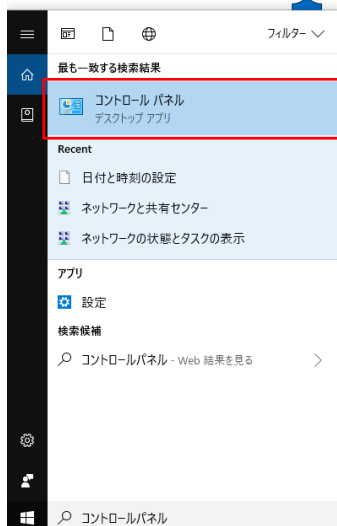 フィルター
最も一致する検索結果
コントロール パネル
デスクトップ アプリ
Recent
日付と時刻の設定
ネットワークと共有センター
ネットワークの状態とタスクの表示
アプリ
設定
検索候補
コントロールパネル - Web 結果を見る
コントロールパネル